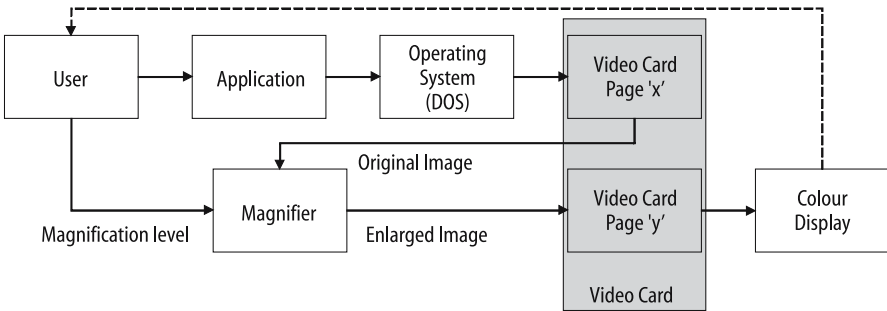 User
Application
Operating
System
(DOS)
Video Card
Page 'x'
Original Image
Magnifier
Video Card
Page 'y'
Colour
Display
Magnification level
Enlarged Image
Video Card